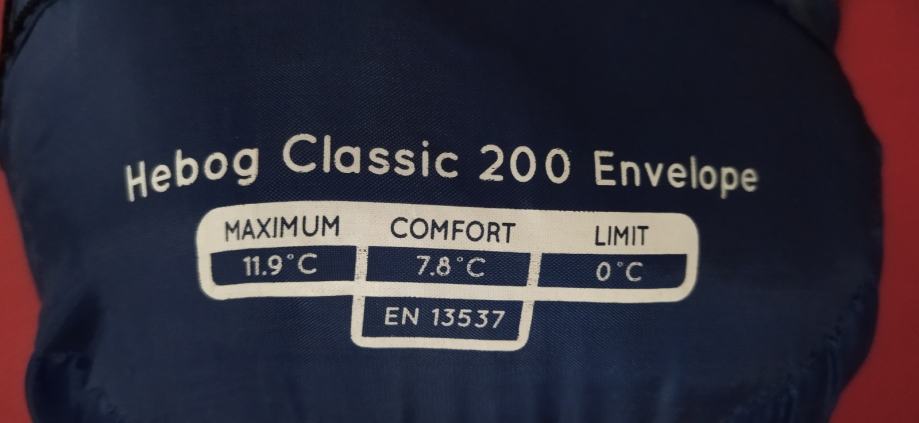 Hebog Classic 200 Envelope
MAXIMUM COMFORT LIMIT
11.9°C 7.8°C 0°C
EN 13537